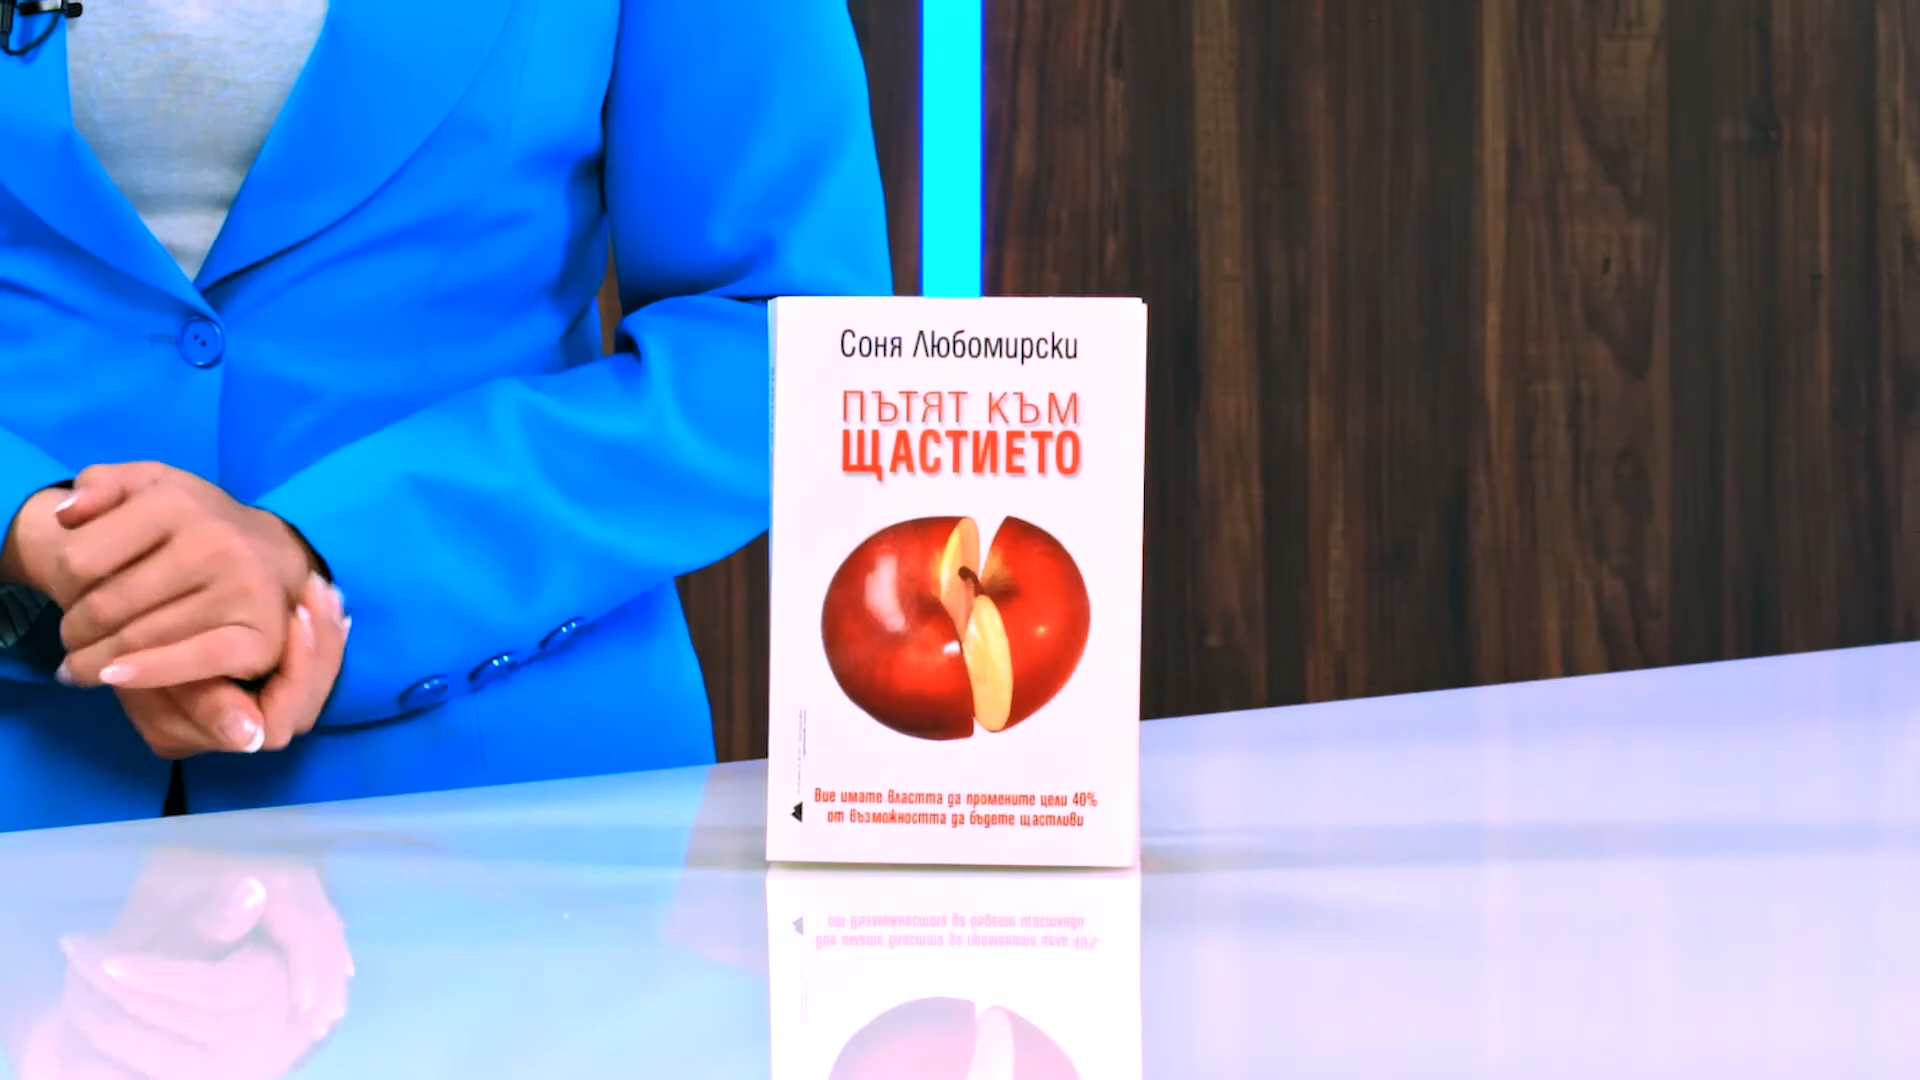 Соня Любомирски
ПЪТЯТ КЪМ
ЩАСТИЕТО
Вие имате властта да промените цели 40%
от възможността да бъдете щастливи